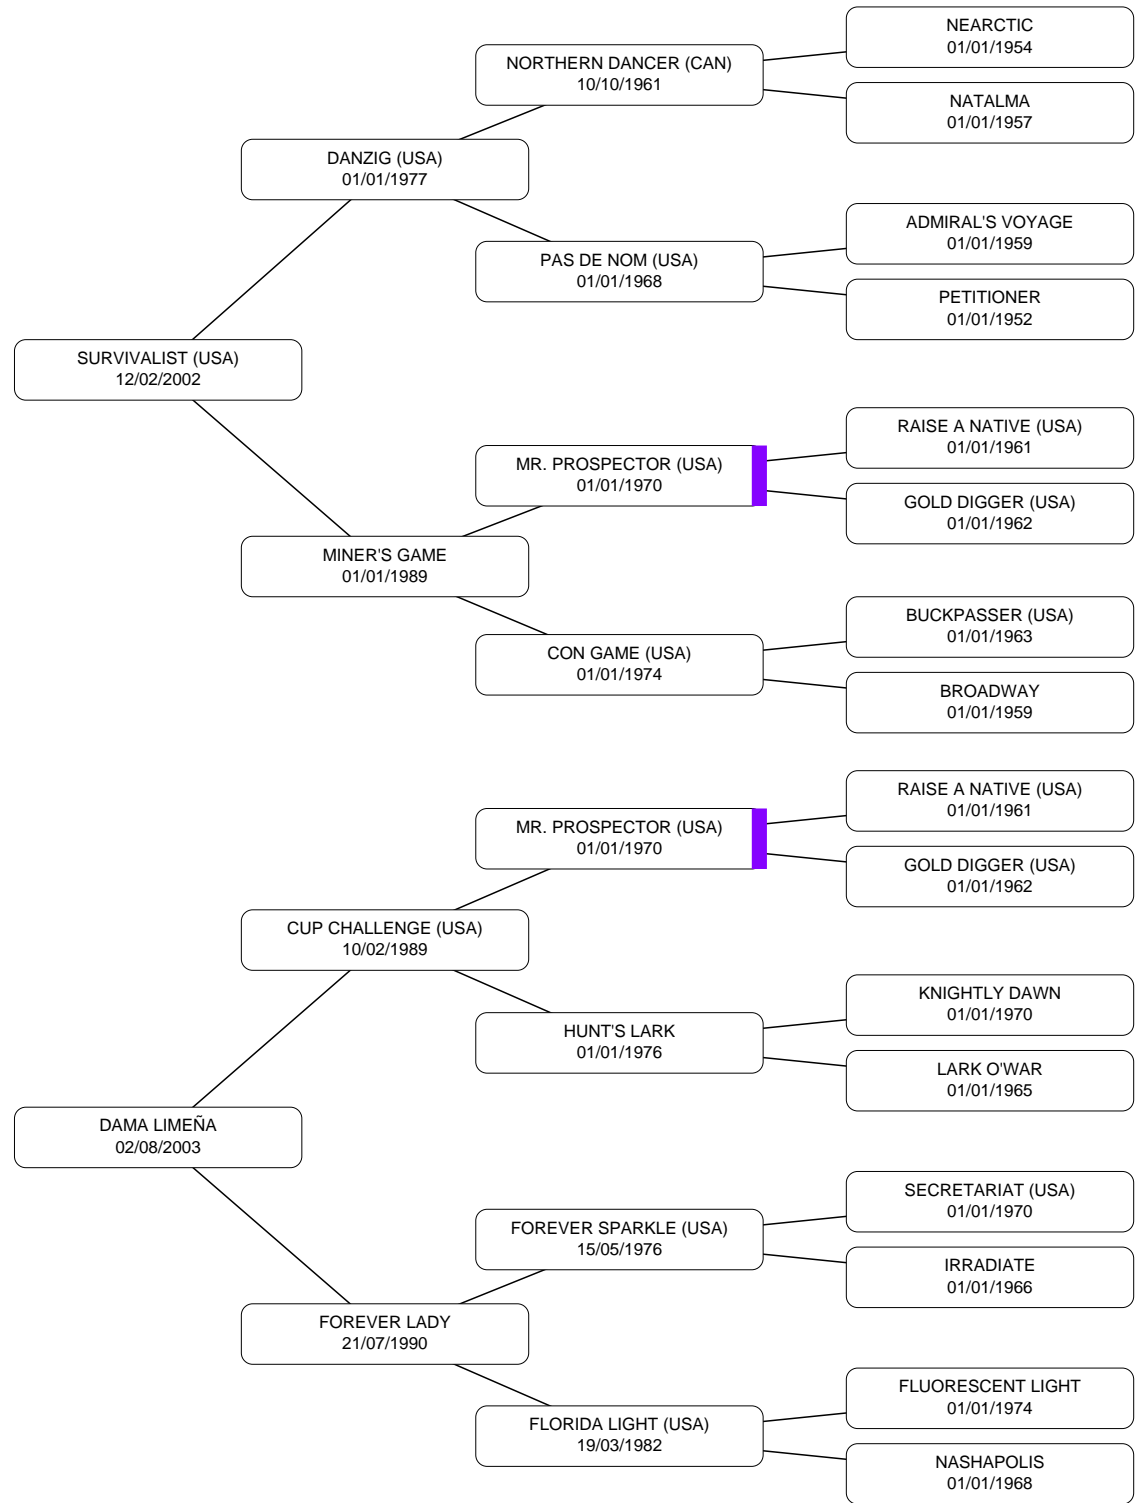 NEARCTIC
01/01/1954
NORTHERN DANCER (CAN)
10/10/1961
NATALMA
01/01/1957
DANZIG (USA)
01/01/1977
ADMIRAL'S VOYAGE
01/01/1959
PAS DE NOM (USA)
01/01/1968
PETITIONER
01/01/1952
SURVIVALIST (USA)
12/02/2002
RAISE A NATIVE (USA)
01/01/1961
MR. PROSPECTOR (USA)
01/01/1970
GOLD DIGGER (USA)
01/01/1962
MINER'S GAME
01/01/1989
BUCKPASSER (USA)
01/01/1963
CON GAME (USA)
01/01/1974
BROADWAY
01/01/1959
RAISE A NATIVE (USA)
01/01/1961
MR. PROSPECTOR (USA)
01/01/1970
GOLD DIGGER (USA)
01/01/1962
CUP CHALLENGE (USA)
10/02/1989
KNIGHTLY DAWN
01/01/1970
HUNT'S LARK
01/01/1976
LARK O'WAR
01/01/1965
DAMA LIMEÑA
02/08/2003
SECRETARIAT (USA)
01/01/1970
FOREVER SPARKLE (USA)
15/05/1976
IRRADIATE
01/01/1966
FOREVER LADY
21/07/1990
FLUORESCENT LIGHT
01/01/1974
FLORIDA LIGHT (USA)
19/03/1982
NASHAPOLIS
01/01/1968